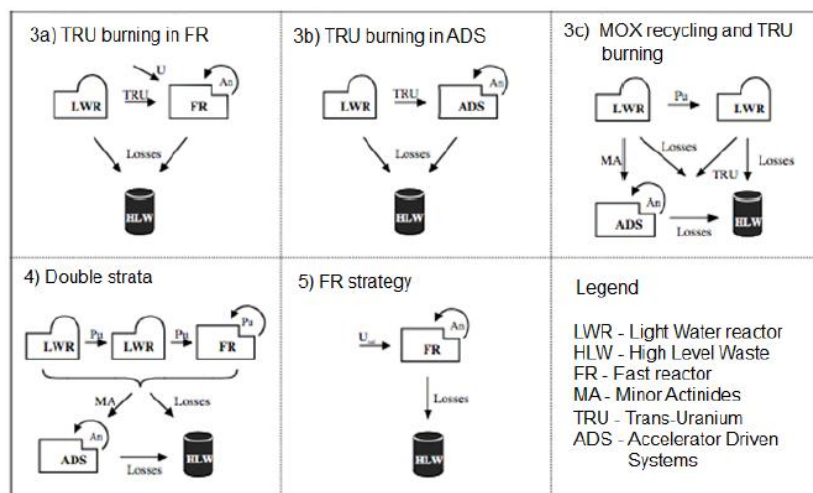 3a) TRU burning in FR
U
An
LWR
TRU
FR
Losses
HLW
3b) TRU burning in ADS
An
LWR
TRU
ADS
Losses
HLW
3c) MOX recycling and TRU
burning
LWR
Pu
LWR
MA
Losses
TRU
Losses
An
ADS
Losses
HLW
4) Double strata
LWR
Pu
LWR
Pu
FR
Pu
MA
Losses
An
ADS
Losses
HLW
5) FR strategy
U
An
FR
Losses
HLW
Legend
LWR - Light Water reactor
HLW - High Level Waste
FR - Fast reactor
MA - Minor Actinides
TRU - Trans-Uranium
ADS - Accelerator Driven
Systems